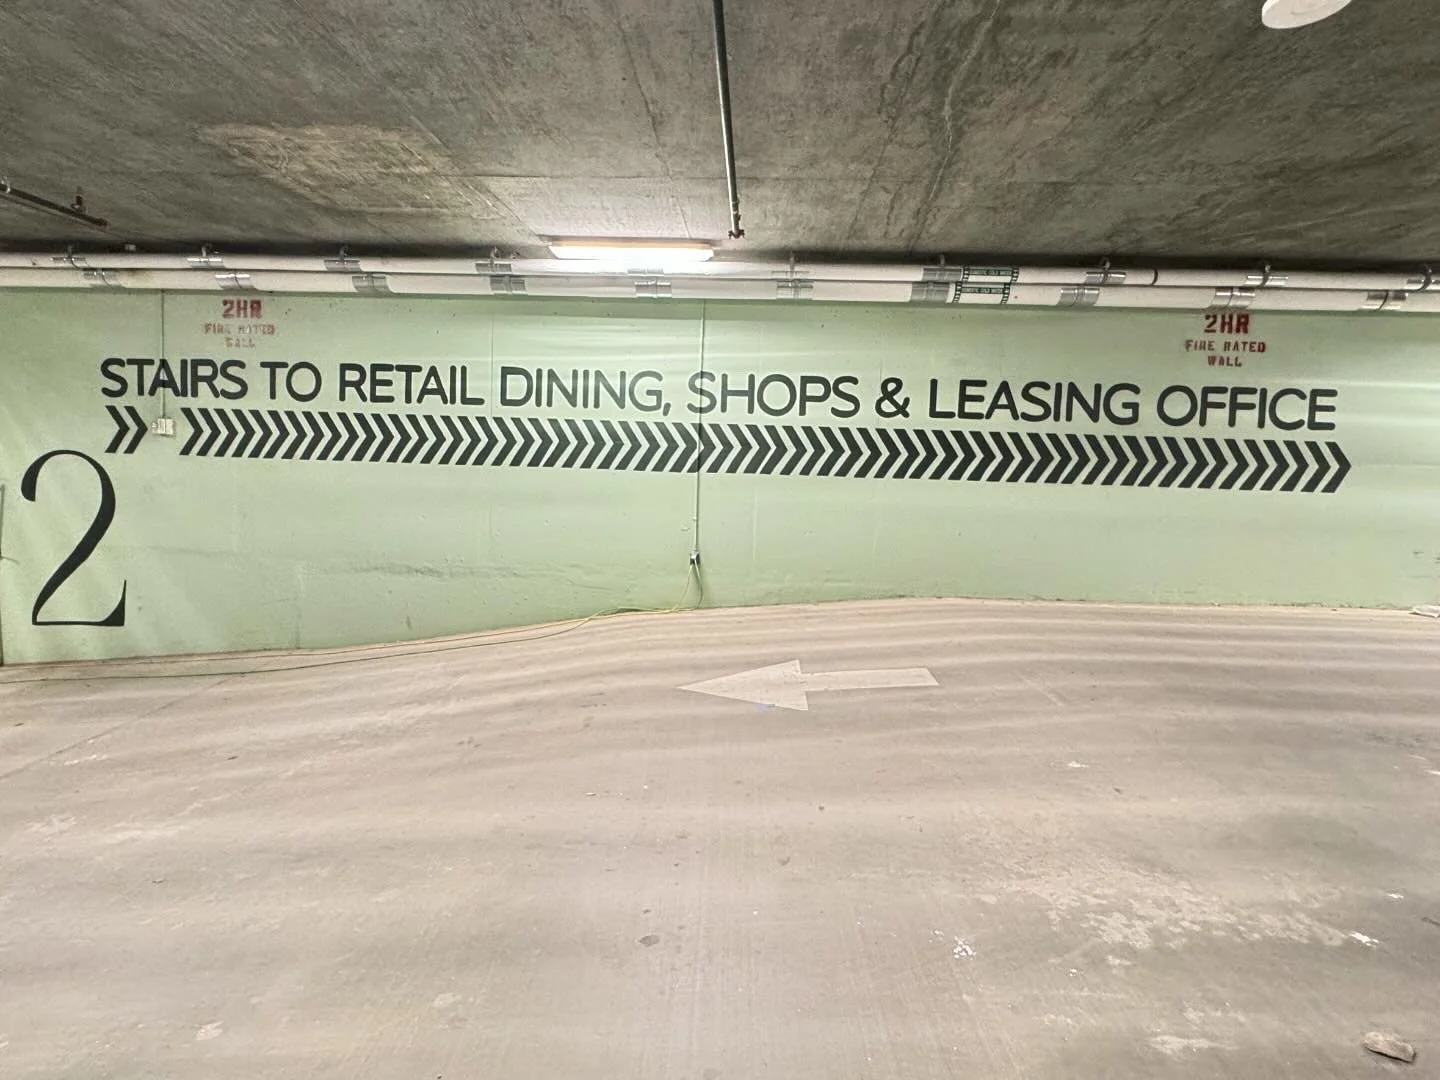 2HR
FIRE RATED
WALL
2HR
FIRE RATED
WALL
STAIRS TO RETAIL DINING, SHOPS & LEASING OFFICE
2